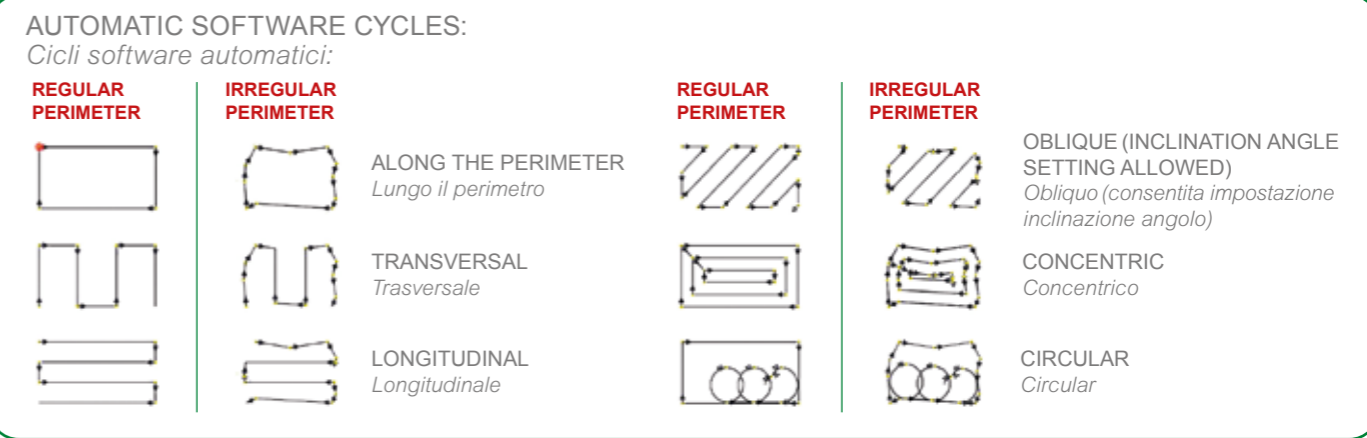 AUTOMATIC SOFTWARE CYCLES:
Cicli software automatici:
REGULAR
PERIMETER
IRREGULAR
PERIMETER
ALONG THE PERIMETER
Lungo il perimetro
TRANSVERSAL
Trasversale
LONGITUDINAL
Longitudinale
REGULAR
PERIMETER
IRREGULAR
PERIMETER
OBLIQUE (INCLINATION ANGLE
SETTING ALLOWED)
Obliquo (consentita impostazione
inclinazione angolo)
CONCENTRIC
Concentrico
CIRCULAR
Circular